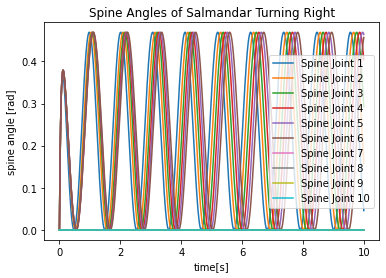 Spine Angles of Salmandar Turning Right
spine angle [rad]
0.4
0.3
0.2
0.1
0.0
0
2
4
6
8
10
time[s]
Spine Joint 1
Spine Joint 2
Spine Joint 3
Spine Joint 4
Spine Joint 5
Spine Joint 6
Spine Joint 7
Spine Joint 8
Spine Joint 9
Spine Joint 10